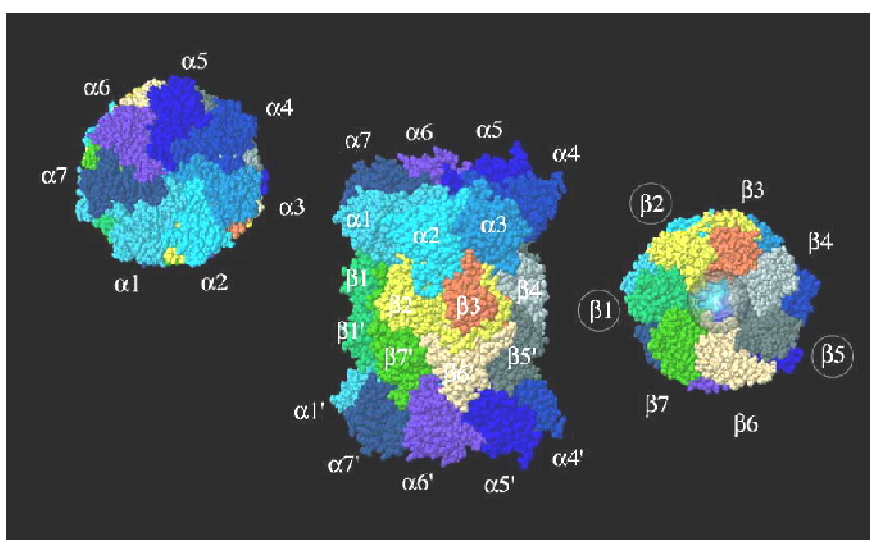 α5
α6
α4
α7
α3
α1
α2
α7
α6
α5
α4
α1
α2
α3
β1
β2
β3
β4
β1'
β7'
β6'
β5'
α1'
α7'
α6'
α5'
α4'
β3
β2
β4
β1
β5
β7
β6